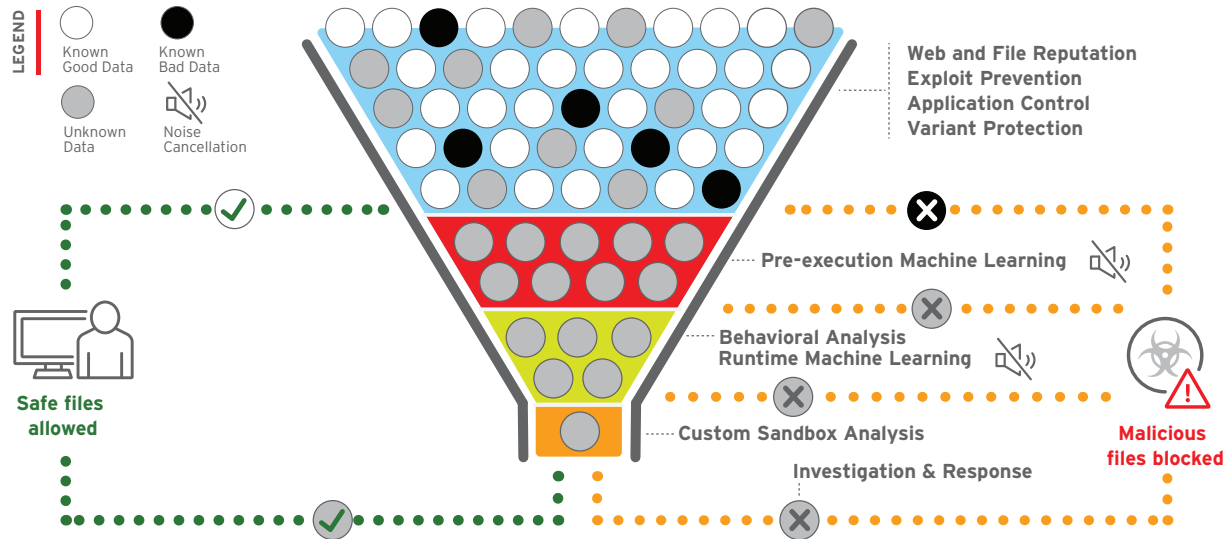 LEGEND
Known
Good Data
Known
Bad Data
Unknown
Data
Noise
Cancellation
Web and File Reputation
Exploit Prevention
Application Control
Variant Protection
Pre-execution Machine Learning
Behavioral Analysis
Runtime Machine Learning
Safe files
allowed
Custom Sandbox Analysis
Malicious
files blocked
Investigation & Response